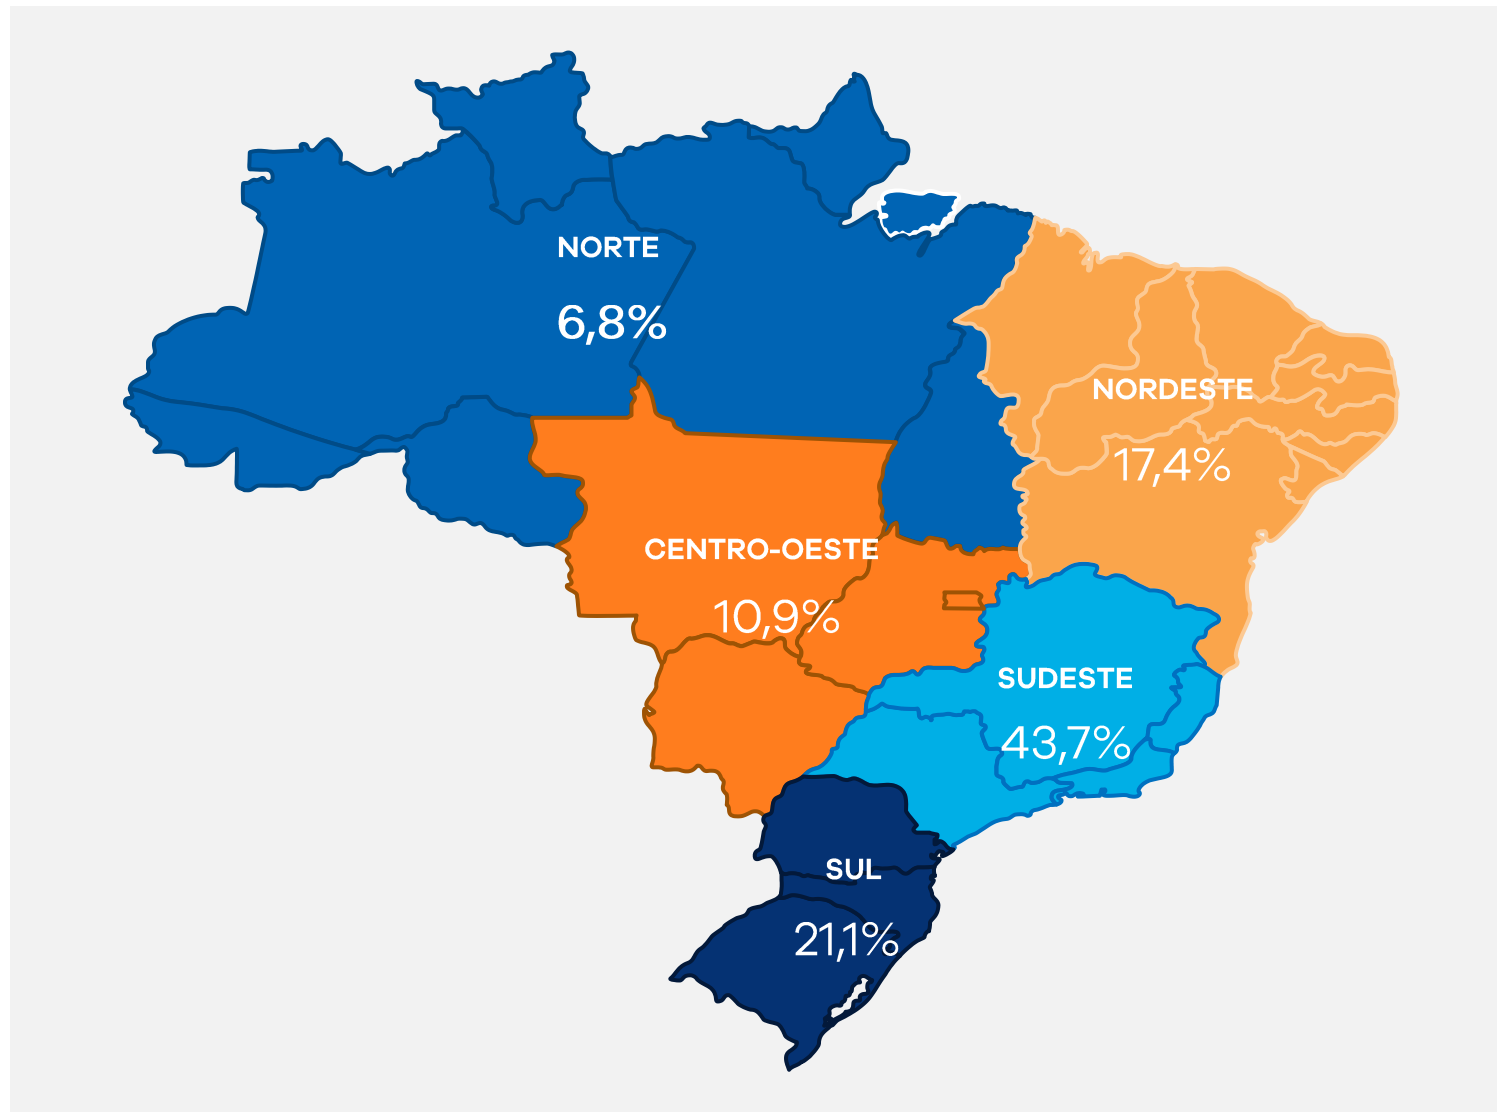 NORTE
6,8%
NORDESTE
17,4%
CENTRO-OESTE
10,9%
SUDESTE
43,7%
SUL
21,1%